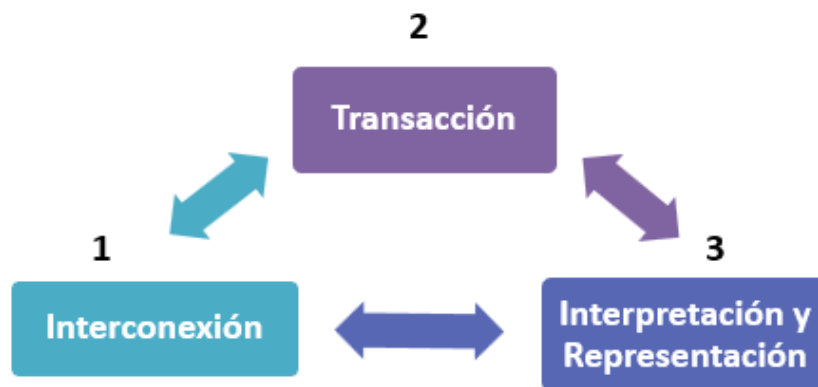 2
Transacción
1
Interconexión
3
Interpretación y
Representación